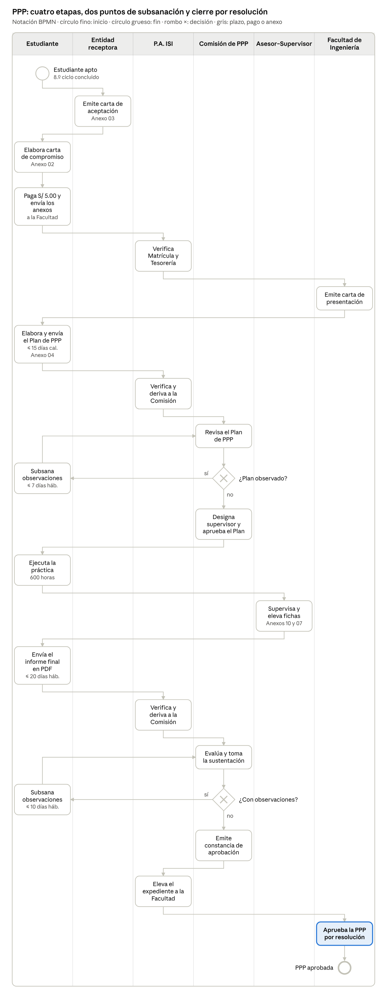 PPP: cuatro etapas, dos puntos de subsanación y cierre por resolución
Notación BPMN · círculo fino: inicio · círculo grueso: fin · rombo ×: decisión · gris: plazo, pago o anexo
Estudiante
Entidad
receptora
P.A. ISI
Comisión de PPP
Asesor-Supervisor
Facultad de
Ingeniería
Estudiante apto
8.º ciclo concluido
Emite carta de
aceptación
Anexo 03
Elabora carta
de compromiso
Anexo 02
Paga S/ 5.00 y
envía los
anexos
a la Facultad
Verifica
Matrícula y
Tesorería
Emite carta de
presentación
Elabora y envía
el Plan de PPP
≤ 15 días cal.
Anexo 04
Verifica y
deriva a la
Comisión
Revisa el Plan
de PPP
Subsana
observaciones
≤ 7 días háb.
sí
¿Plan observado?
no
Designa
supervisor y
aprueba el Plan
Ejecuta la
práctica
600 horas
Supervisa y
eleva fichas
Anexos 10 y 07
Envía el
informe final
en PDF
≤ 20 días háb.
Verifica y
deriva a la
Comisión
Evalúa y toma
la sustentación
Subsana
observaciones
≤ 10 días háb.
sí
¿Con observaciones?
no
Emite
constancia de
aprobación
Eleva el
expediente a la
Facultad
Aprueba la PPP
por resolución
PPP aprobada